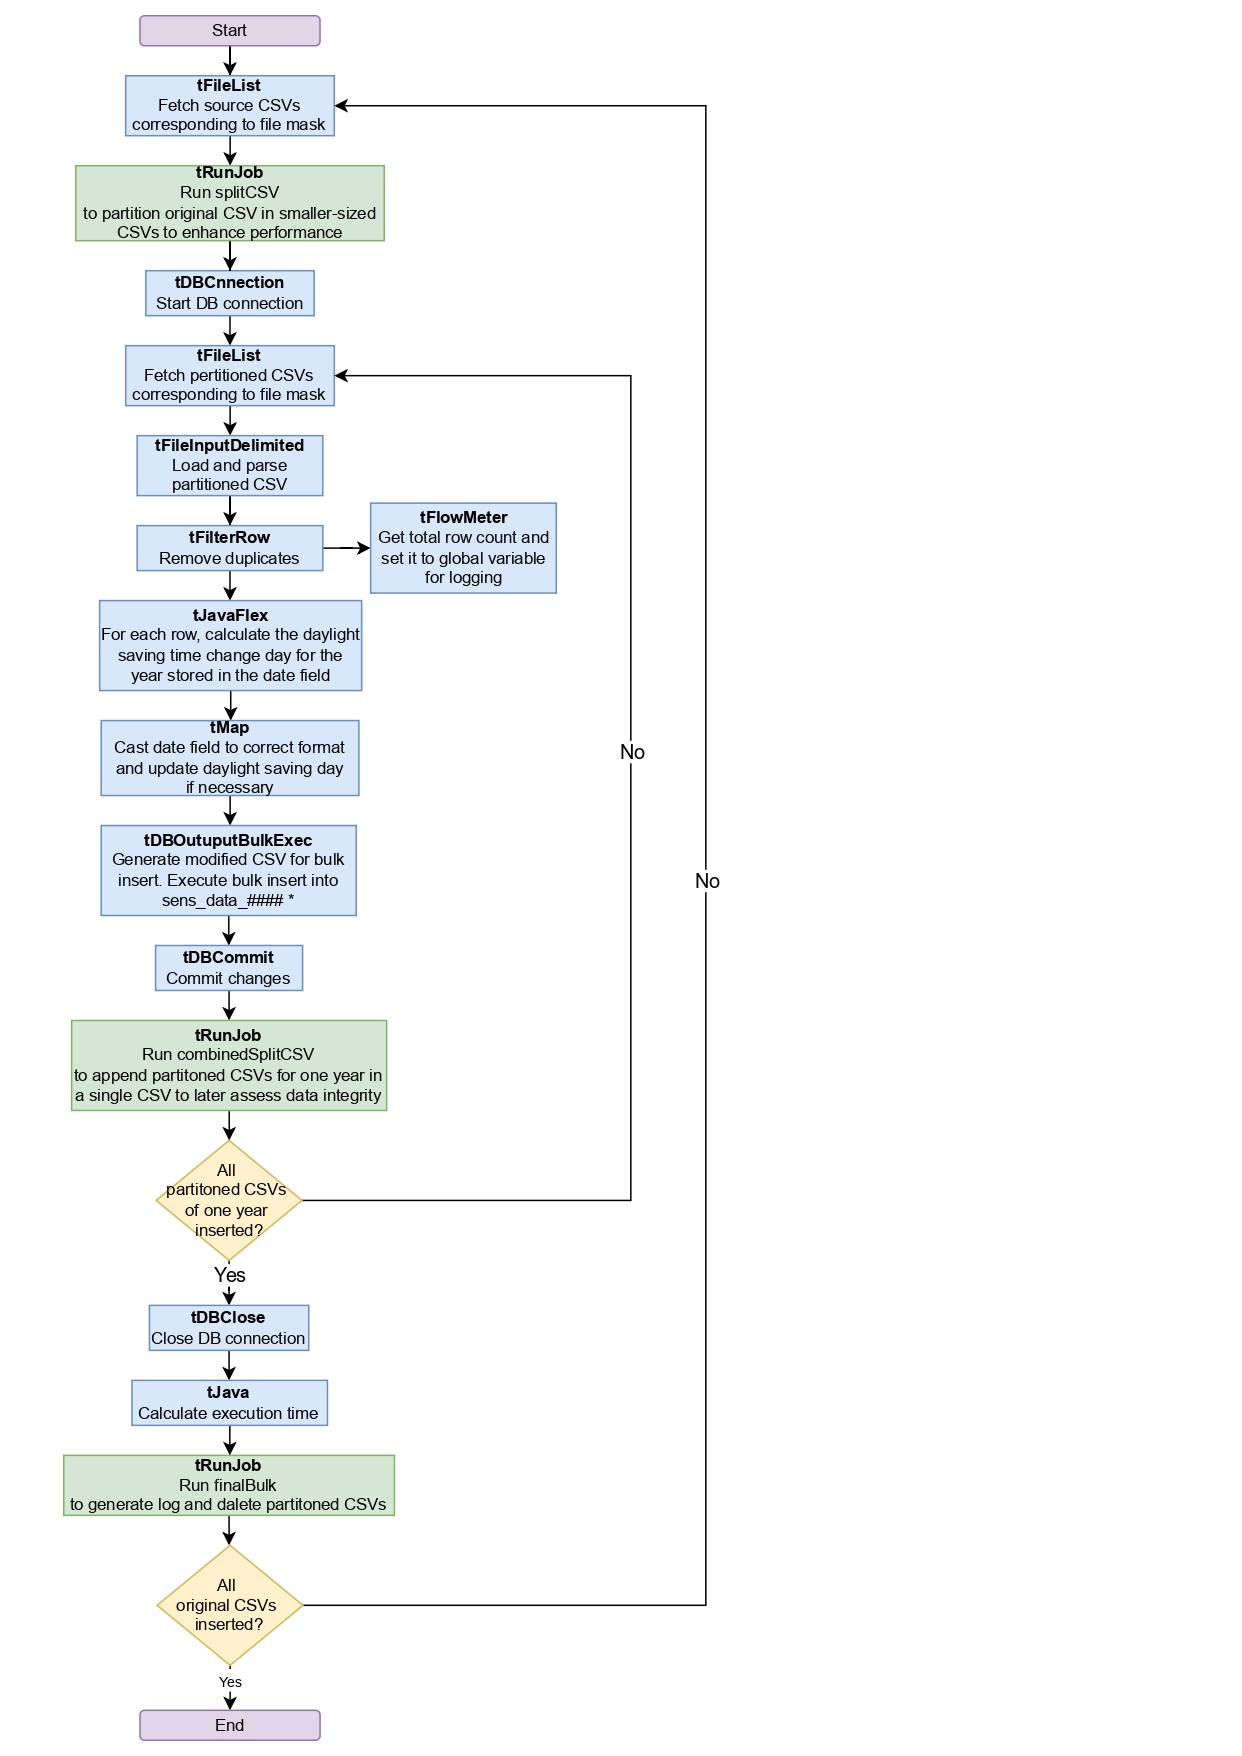 Start
tFileList
Fetch source CSVs
corresponding to file mask
tRunJob
Run splitCSV
to partition original CSV in smaller-sized
CSVs to enhance performance
tDBCnnection
Start DB connection
tFileList
Fetch pertitioned CSVs
corresponding to file mask
tFileInputDelimited
Load and parse
partitioned CSV
tFilterRow
Remove duplicates
tFlowMeter
Get total row count and
set it to global variable
for logging
tJavaFlex
For each row, calculate the daylight
saving time change day for the
year stored in the date field
tMap
Cast date field to correct format
and update daylight saving day
if necessary
No
tDBOutuputBulkExec
Generate modified CSV for bulk
insert. Execute bulk insert into
sens_data_#### *
No
tDBCommit
Commit changes
tRunJob
Run combinedSplitCSV
to append partitoned CSVs for one year in
a single CSV to later assess data integrity
All
partitoned CSVs
of one year
inserted?
Yes
tDBClose
Close DB connection
tJava
Calculate execution time
tRunJob
Run finalBulk
to generate log and dalete partitoned CSVs
All
original CSVs
inserted?
Yes
End